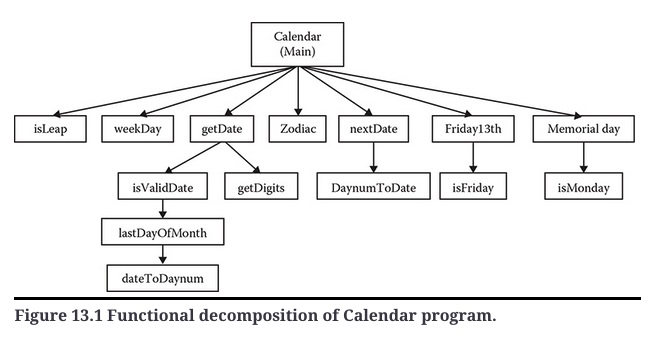 Calendar
(Main)
isLeap
weekDay
getDate
Zodiac
nextDate
Friday13th
Memorial day
isValidDate
getDigits
DaynumToDate
isFriday
isMonday
lastDayOfMonth
dateToDaynum
Figure 13.1 Functional decomposition of Calendar program.